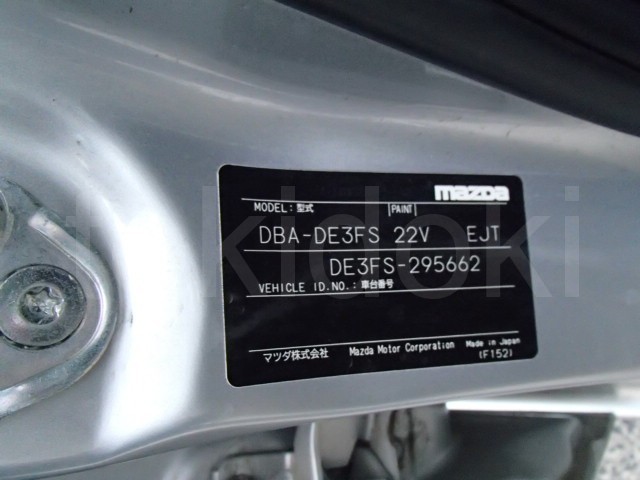 mazda
MODEL: 型式 PAINT
DBA-DE3FS 22V EJT
DE3FS-295662
VEHICLE ID.NO.: 車台番号
マツダ株式会社 Mazda Motor Corporation Made in Japan
(F152)